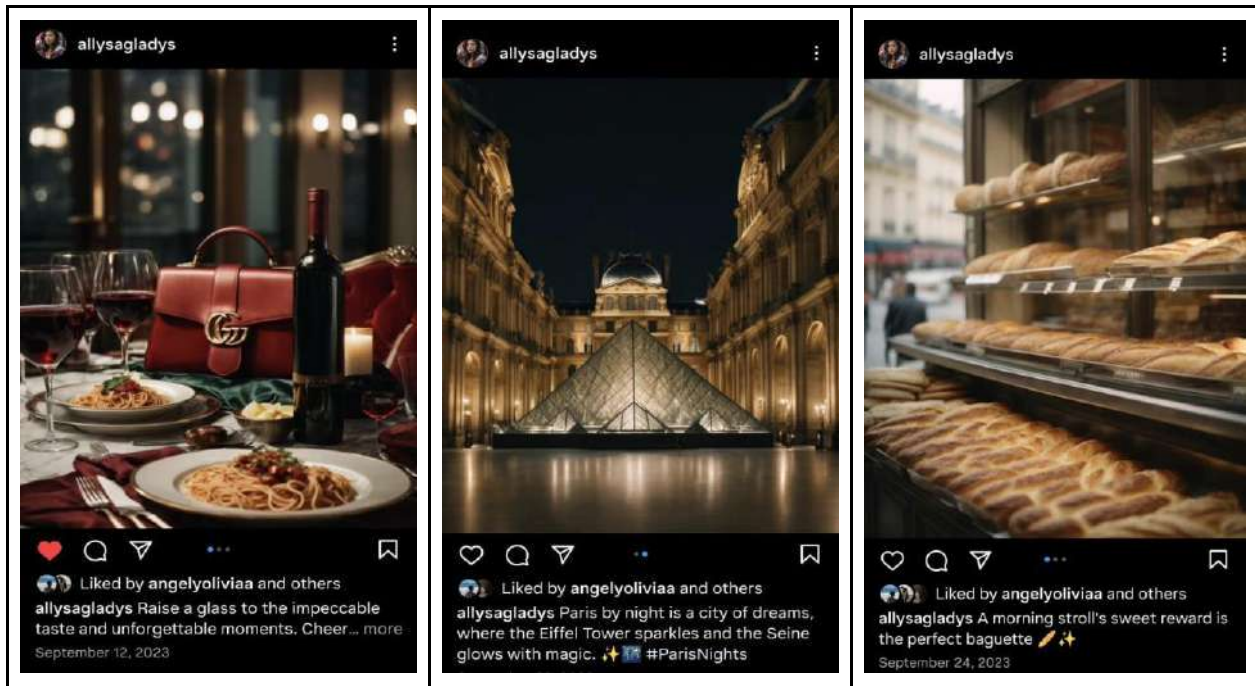 allysagladys
Liked by angelyoliviaa and others
allysagladys Raise a glass to the impeccable
taste and unforgettable moments. Cheer... more
September 12, 2023
allysagladys
Liked by angelyoliviaa and others
allysagladys Paris by night is a city of dreams,
where the Eiffel Tower sparkles and the Seine
glows with magic. ✨🌃 #ParisNights
allysagladys
Liked by angelyoliviaa and others
allysagladys A morning stroll's sweet reward is
the perfect baguette 🥖✨
September 24, 2023